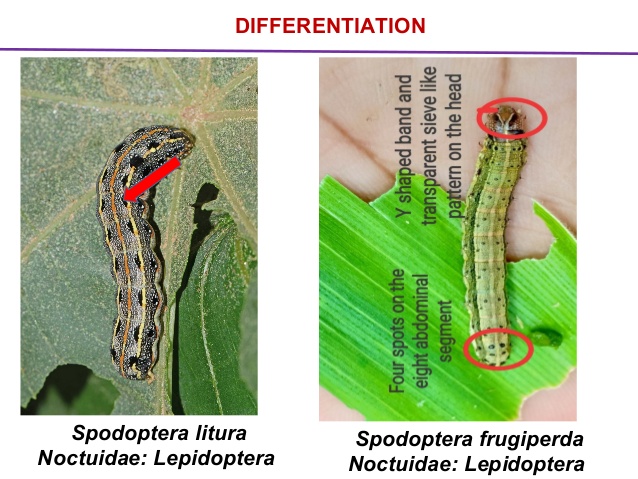 DIFFERENTIATION
Y shaped band and
transparent sieve like
pattern on the head
Four spots on the
eight abdominal
segment
Spodoptera litura
Noctuidae: Lepidoptera
Spodoptera frugiperda
Noctuidae: Lepidoptera